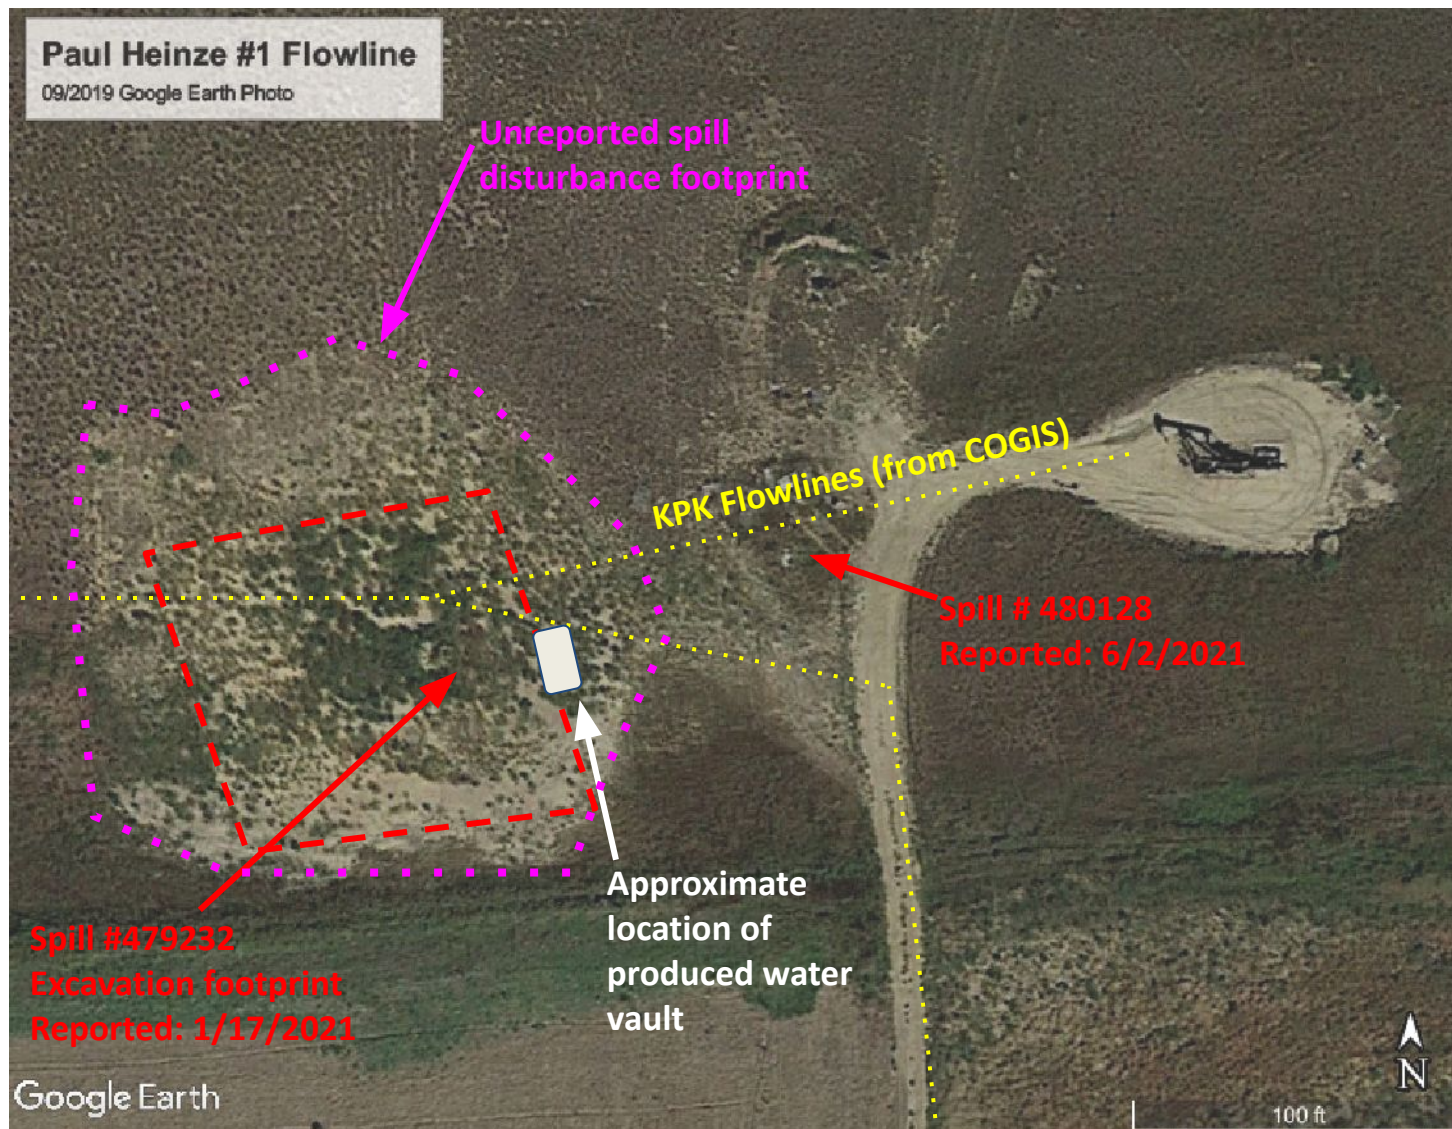 Paul Heinze #1 Flowline
09/2019 Google Earth Photo
Unreported spill
disturbance footprint
KPK Flowlines (from COGIS)
Spill # 480128
Reported: 6/2/2021
Approximate
location of
produced water
vault
Spill #479232
Excavation footprint
Reported: 1/17/2021
Google Earth
N
100 ft